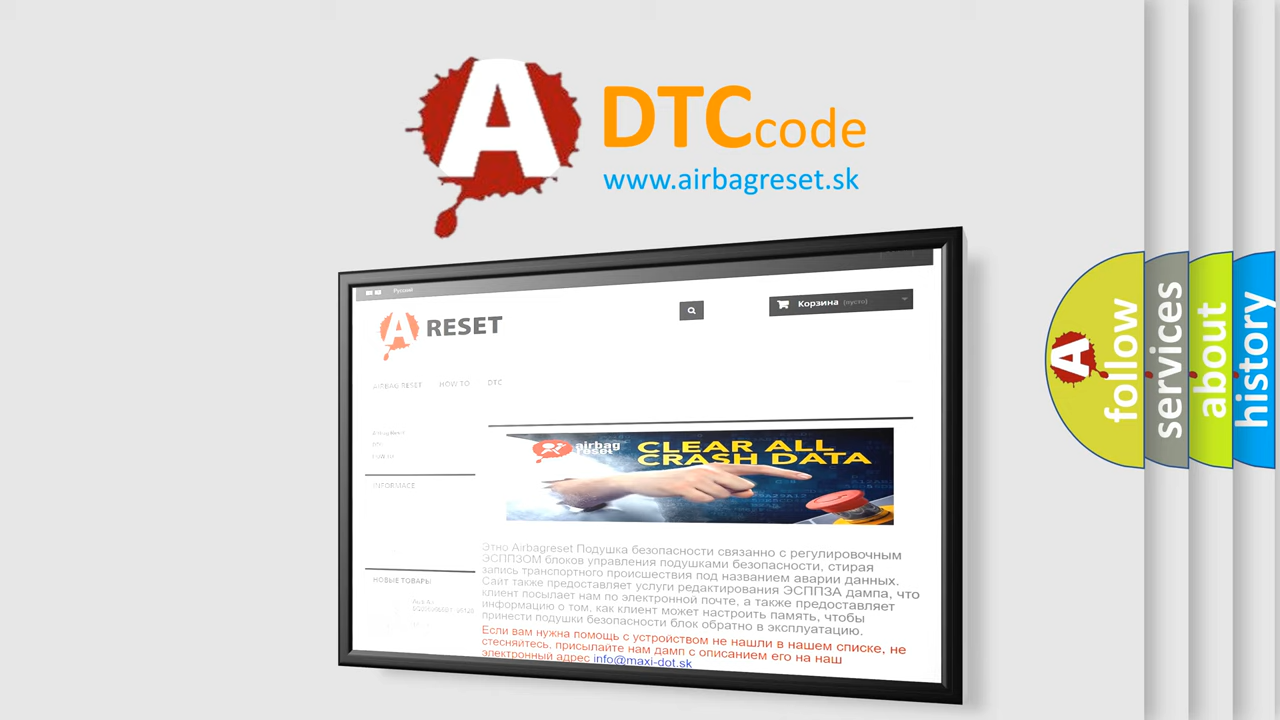 A
DTCcode
www.airbagreset.sk
Русский
Корзина (пусто)
A RESET
AIRBAG RESET HOW TO DTC
Airbag Reset
DTC
INFORMACE
airbag
reset
CLEAR ALL
CRASH DATA
Этно Airbagreset Подушка безопасности связанно с регулировочным
ЭСППЗОМ блоков управления подушками безопасности, стирая
запись транспортного происшествия под названием аварии данных.
Сайт также предоставляет услуги редактирования ЭСППЗА дампа, что
клиент посылает нам по электронной почте, а также предоставляет
информацию о том, как клиент может настроить память, чтобы
принести подушки безопасности блок обратно в эксплуатацию.
Если вам нужна помощь с устройством не нашли в нашем списке, не
стесняйтесь, присылайте нам дамп с описанием его на наш
электронный адрес info@maxi-dot.sk
НОВЫЕ ТОВАРЫ
A
follow
services
about
history